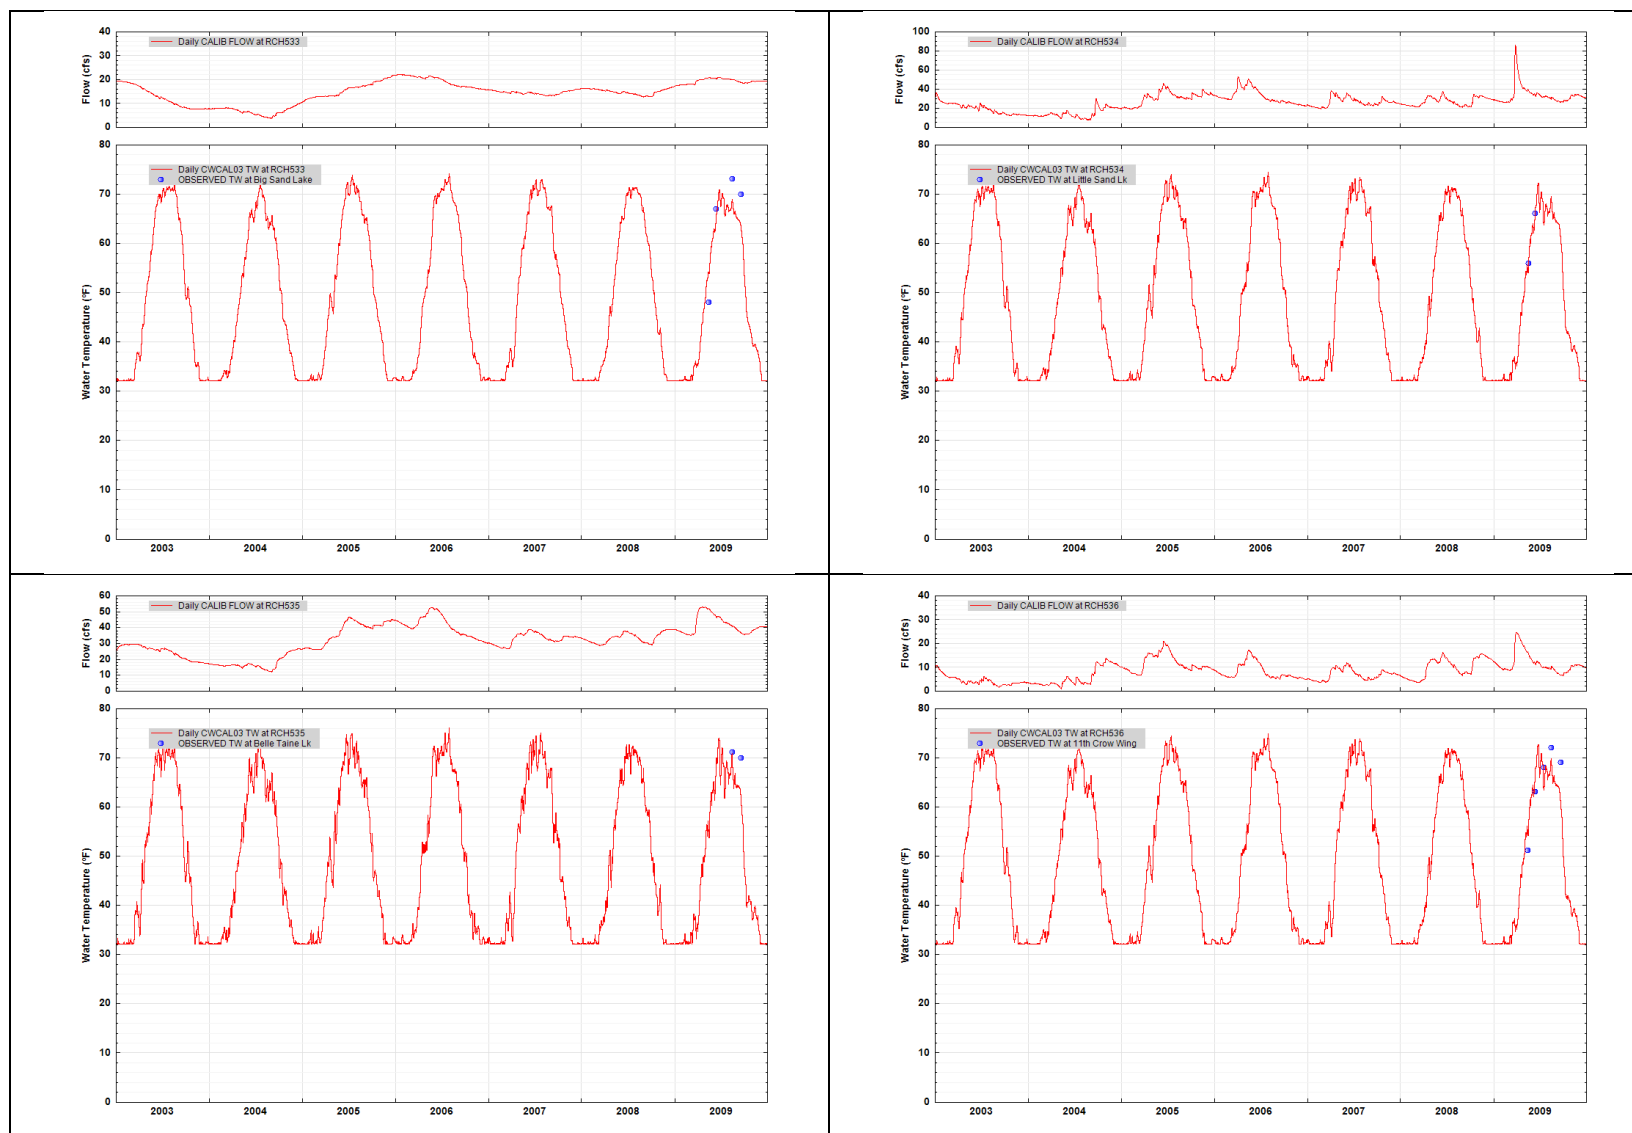 Daily CALIB FLOW at RCH533
Flow (cfs)
40
30
20
10
0
Daily CWCAL03 TW at RCH533
OBSERVED TW at Big Sand Lake
Water Temperature (ºF)
80
70
60
50
40
30
20
10
0
2003 2004 2005 2006 2007 2008 2009
Daily CALIB FLOW at RCH534
Flow (cfs)
100
80
60
40
20
0
Daily CWCAL03 TW at RCH534
OBSERVED TW at Little Sand Lk
Water Temperature (ºF)
80
70
60
50
40
30
20
10
0
2003 2004 2005 2006 2007 2008 2009
Daily CALIB FLOW at RCH535
Flow (cfs)
60
50
40
30
20
10
0
Daily CWCAL03 TW at RCH535
OBSERVED TW at Belle Taine Lk
Water Temperature (ºF)
80
70
60
50
40
30
20
10
0
2003 2004 2005 2006 2007 2008 2009
Daily CALIB FLOW at RCH536
Flow (cfs)
40
30
20
10
0
Daily CWCAL03 TW at RCH536
OBSERVED TW at 11th Crow Wing
Water Temperature (ºF)
80
70
60
50
40
30
20
10
0
2003 2004 2005 2006 2007 2008 2009